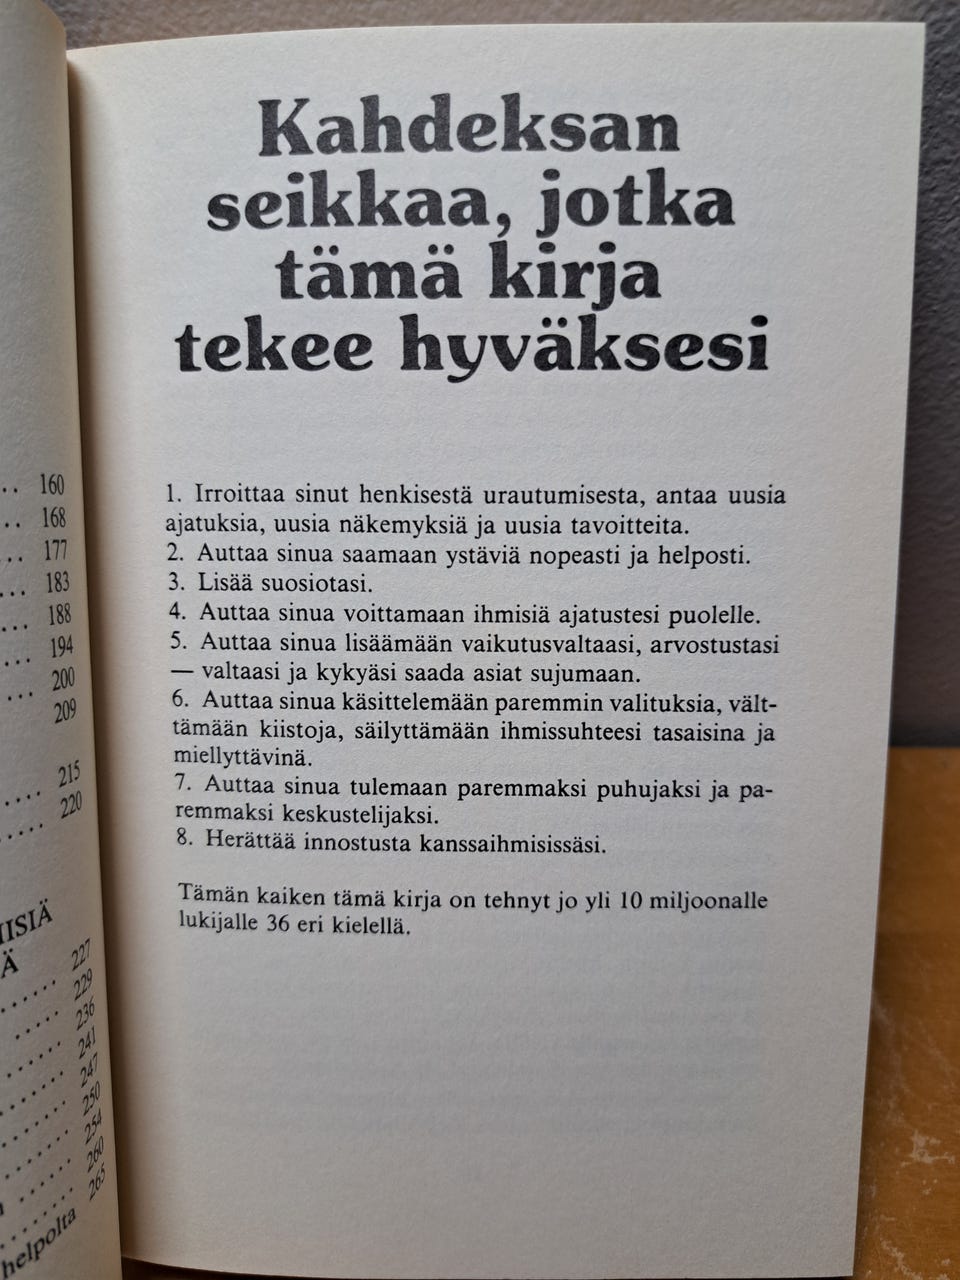 .. 160
168
... 177
... 183
... 188
... 194
... 200
209
.... 215
..... 220
Ä
...... 227
..... 229
..... 236
....... 241
....... 247
...... 250
....... 254
....... 260
....... 265
helpolta
Kahdeksan
seikkaa, jotka
tämä kirja
tekee hyväksesi
1. Irroittaa sinut henkisestä urautumisesta, antaa uusia
ajatuksia, uusia näkemyksiä ja uusia tavoitteita.
2. Auttaa sinua saamaan ystäviä nopeasti ja helposti.
3. Lisää suosiotasi.
4. Auttaa sinua voittamaan ihmisiä ajatustesi puolelle.
5. Auttaa sinua lisäämään vaikutusvaltaasi, arvostustasi
— valtaasi ja kykyäsi saada asiat sujumaan.
6. Auttaa sinua käsittelemään paremmin valituksia, vält-
tämään kiistoja, säilyttämään ihmissuhteesi tasaisina ja
miellyttävinä.
7. Auttaa sinua tulemaan paremmaksi puhujaksi ja pa-
remmaksi keskustelijaksi.
8. Herättää innostusta kanssaihmisissäsi.
Tämän kaiken tämä kirja on tehnyt jo yli 10 miljoonalle
lukijalle 36 eri kielellä.